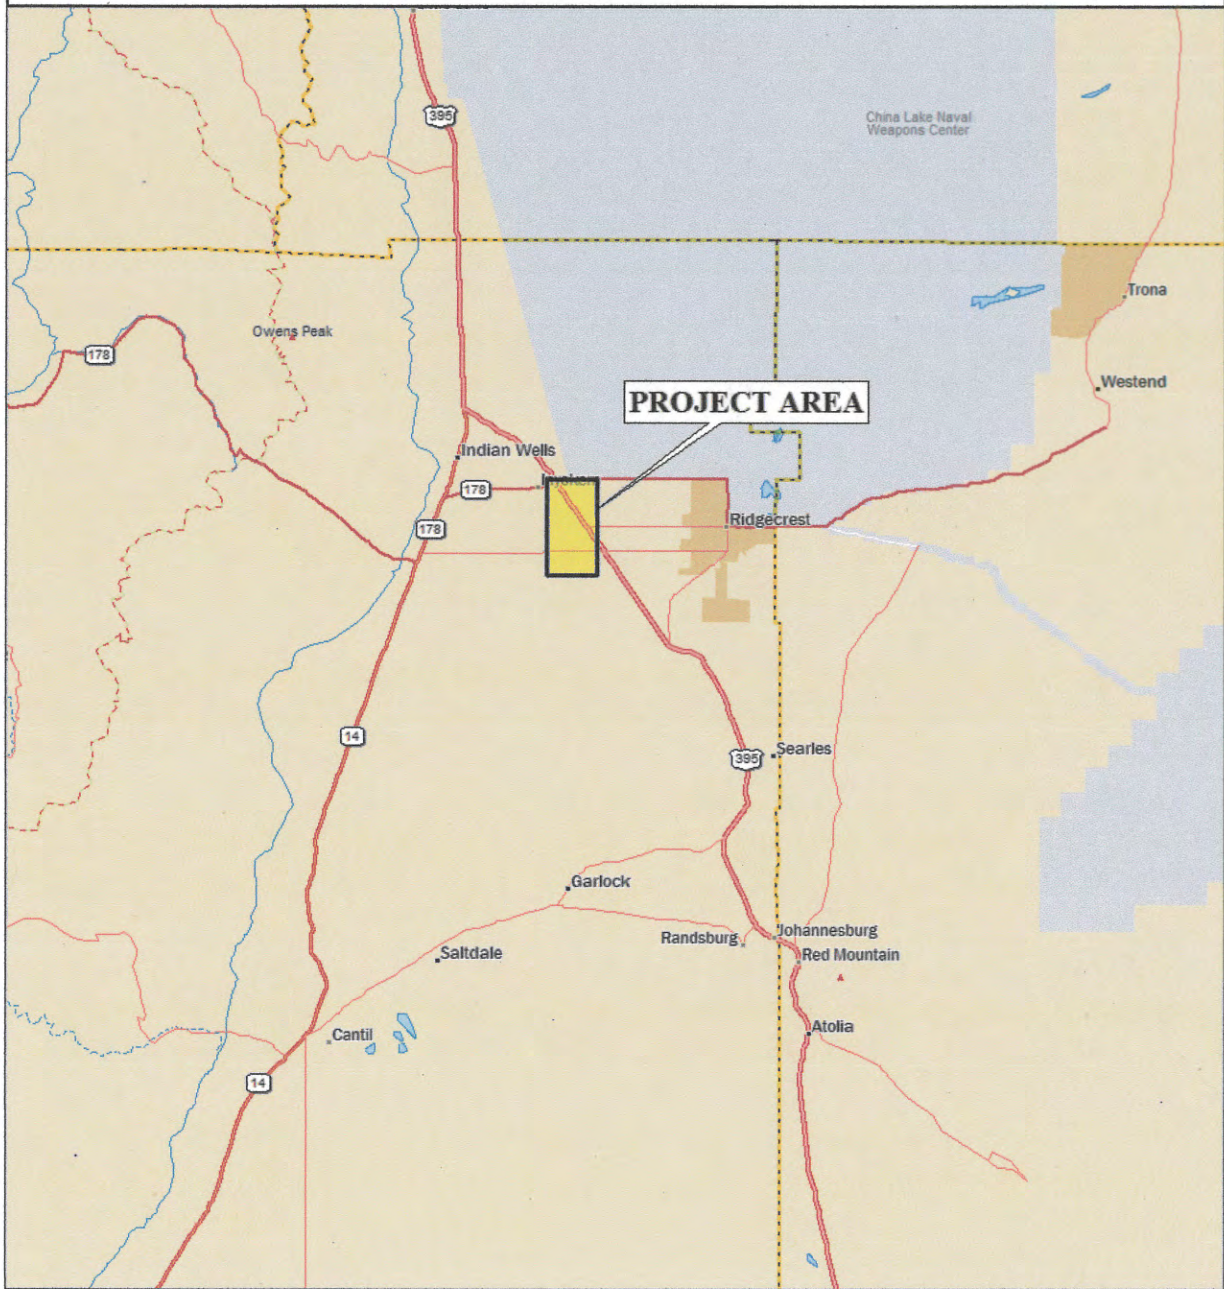 395
China Lake Naval
Weapons Center
Trona
Owens Peak
178
Westend
PROJECT AREA
Indian Wells
178
178
Ridgecrest
14
395
Searles
Garlock
Randsburg
Johannesburg
Saltdale
Red Mountain
Cantil
Atolia
14